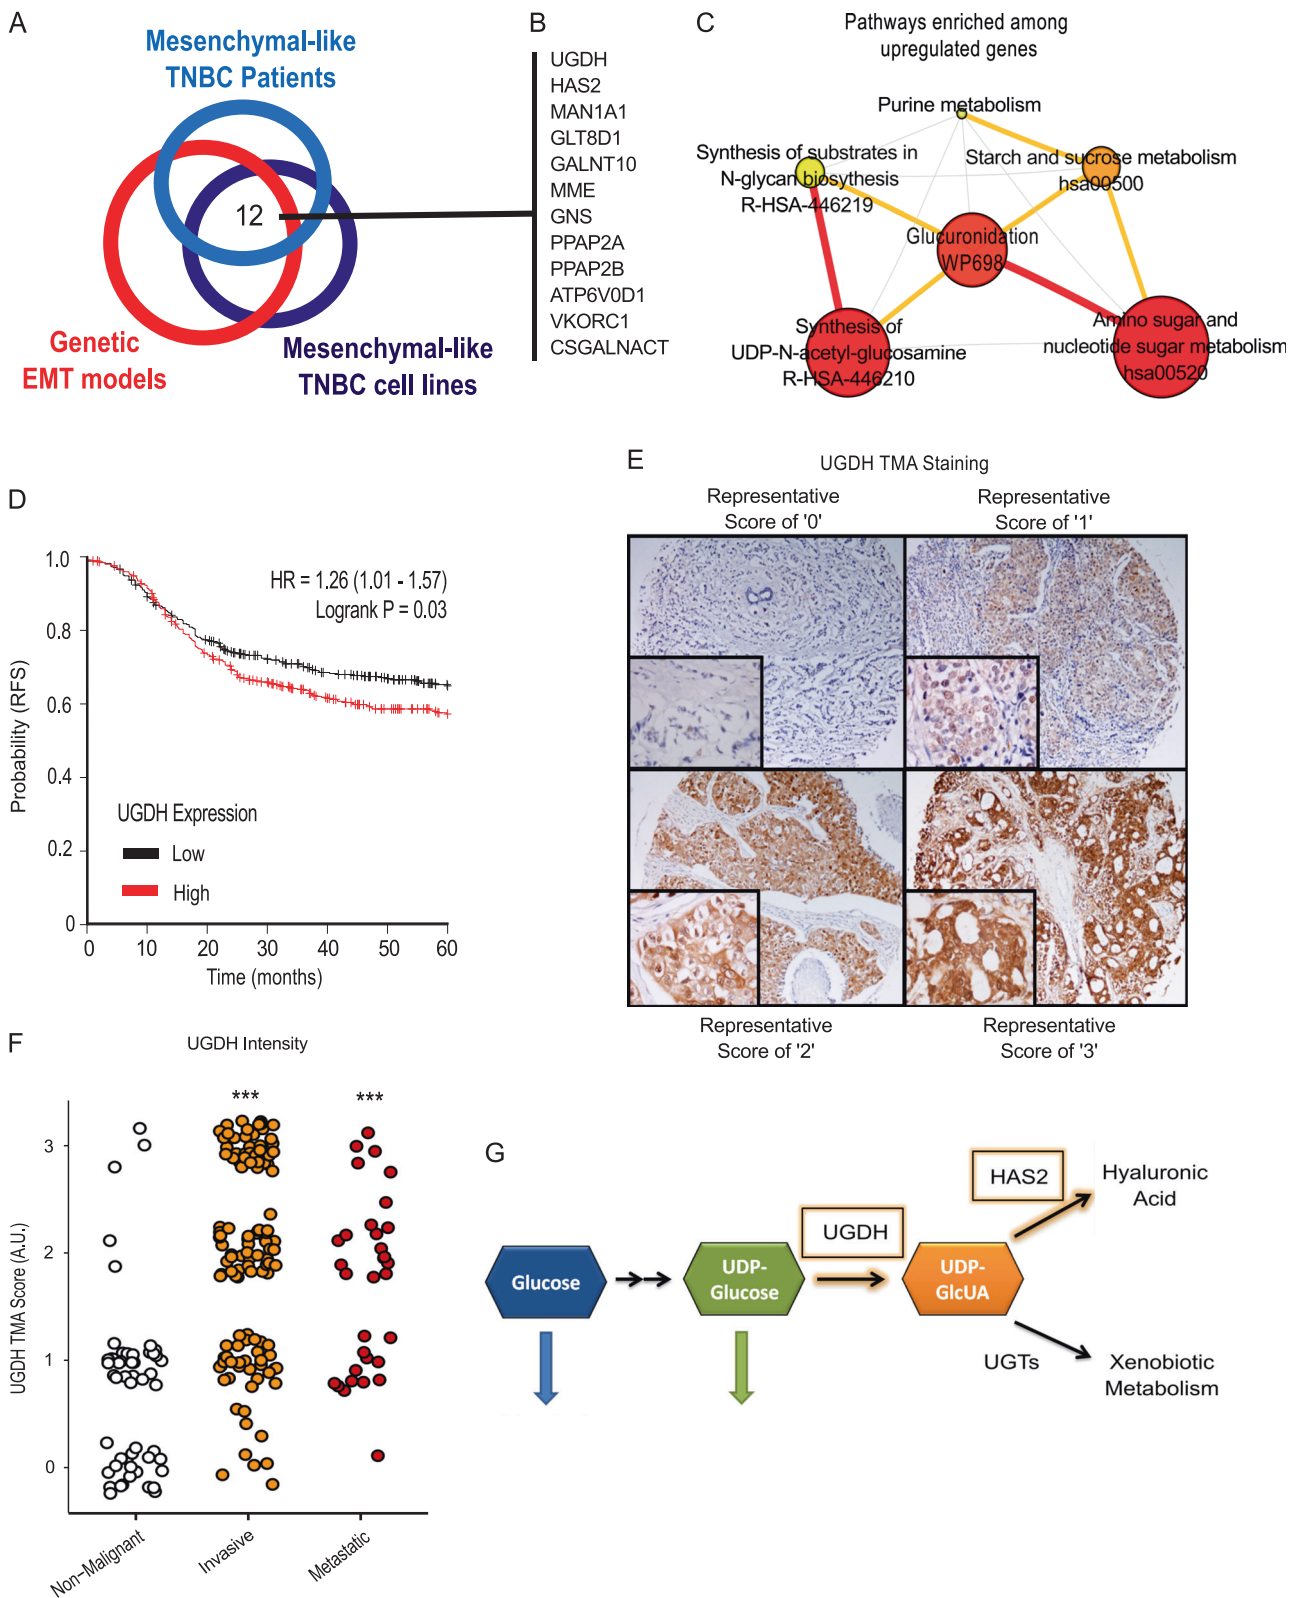 A
Mesenchymal-like
TNBC Patients
12
Genetic
EMT models
Mesenchymal-like
TNBC cell lines
B
UGDH
HAS2
MAN1A1
GLT8D1
GALNT10
MME
GNS
PPAP2A
PPAP2B
ATP6V0D1
VKORC1
CSGALNACT
C
Pathways enriched among
upregulated genes
Purine metabolism
Synthesis of substrates in
N-glycan biosythesis
R-HSA-446219
Starch and sucrose metabolism
hsa00500
Glucuronidation
WP698
Synthesis of
UDP-N-acetyl-glucosamine
R-HSA-446210
Amino sugar and
nucleotide sugar metabolism
hsa00520
D
Probability (RFS)
1.0
0.8
0.6
0.4
0.2
0
HR = 1.26 (1.01 - 1.57)
Logrank P = 0.03
UGDH Expression
Low
High
0 10 20 30 40 50 60
Time (months)
E
UGDH TMA Staining
Representative
Score of '0'
Representative
Score of '1'
Representative
Score of '2'
Representative
Score of '3'
F
UGDH Intensity
UGDH TMA Score (A.U.)
3
2
1
0
*** ***
Non-Malignant
Invasive
Metastatic
G
Glucose
UDP-
Glucose
UGDH
UDP-
GlcUA
HAS2
Hyaluronic
Acid
UGTs
Xenobiotic
Metabolism